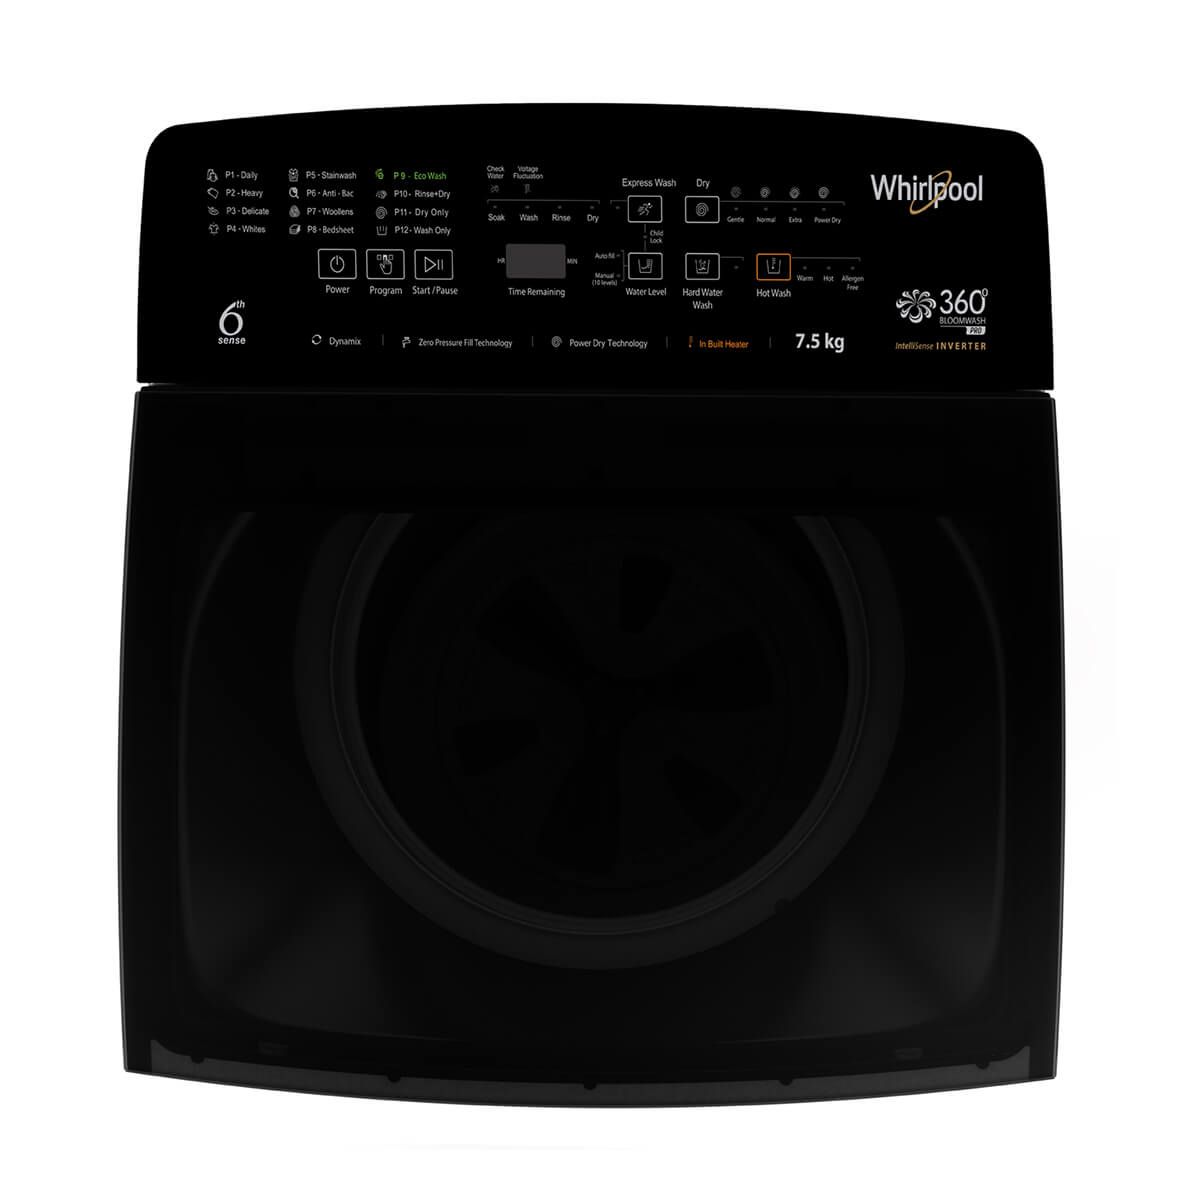 P1 - Daily
P2 - Heavy
P3 - Delicate
P4 - Whites
P5 - Stainwash
P6 - Anti - Bac
P7 - Woollens
P8 - Bedsheet
P 9 - Eco Wash
P10 - Rinse+Dry
P11 - Dry Only
P12 - Wash Only
Power
Program
Start / Pause
6th
sense
Check
Water
Voltage
Fluctuation
Soak Wash Rinse Dry
HR MIN
Time Remaining
Express Wash
Child
Lock
Auto fill
Manual
(10 levels)
Water Level
Dry
Gentle Normal Extra Power Dry
Hard Water
Wash
Hot Wash
Warm Hot Allergen
Free
Whirlpool
360°
BLOOMWASH
PRO
IntelliSense INVERTER
Dynamix
Zero Pressure Fill Technology
Power Dry Technology
In Built Heater
7.5 kg